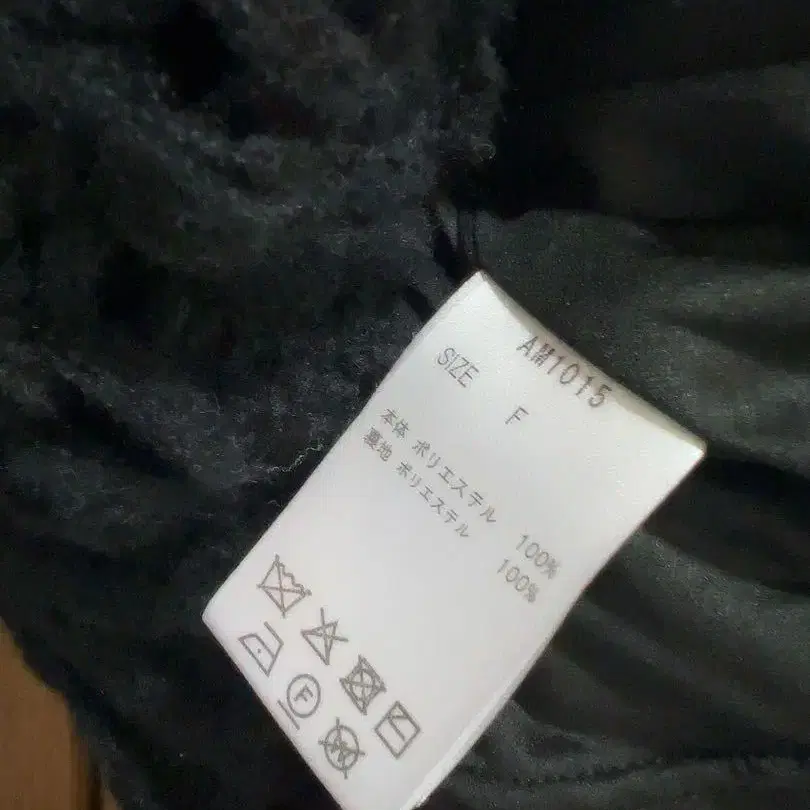 AM1015
SIZE F
本体 ポリエステル 100%
裏地 ポリエステル 100%
F
W